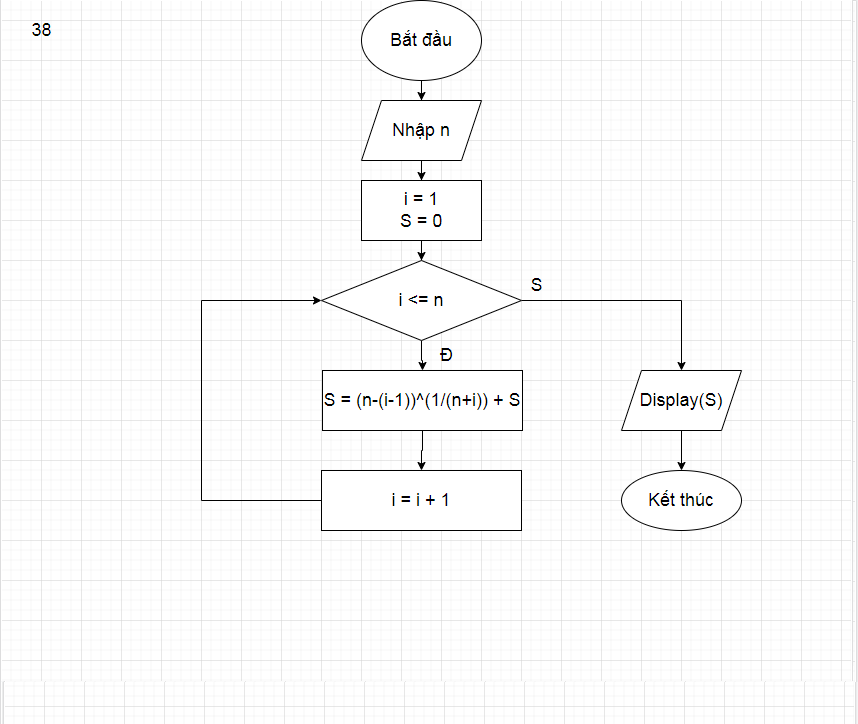 38
Bắt đầu
Nhập n
i = 1
S = 0
i <= n
S
Đ
S = (n-(i-1))^(1/(n+i)) + S
Display(S)
i = i + 1
Kết thúc